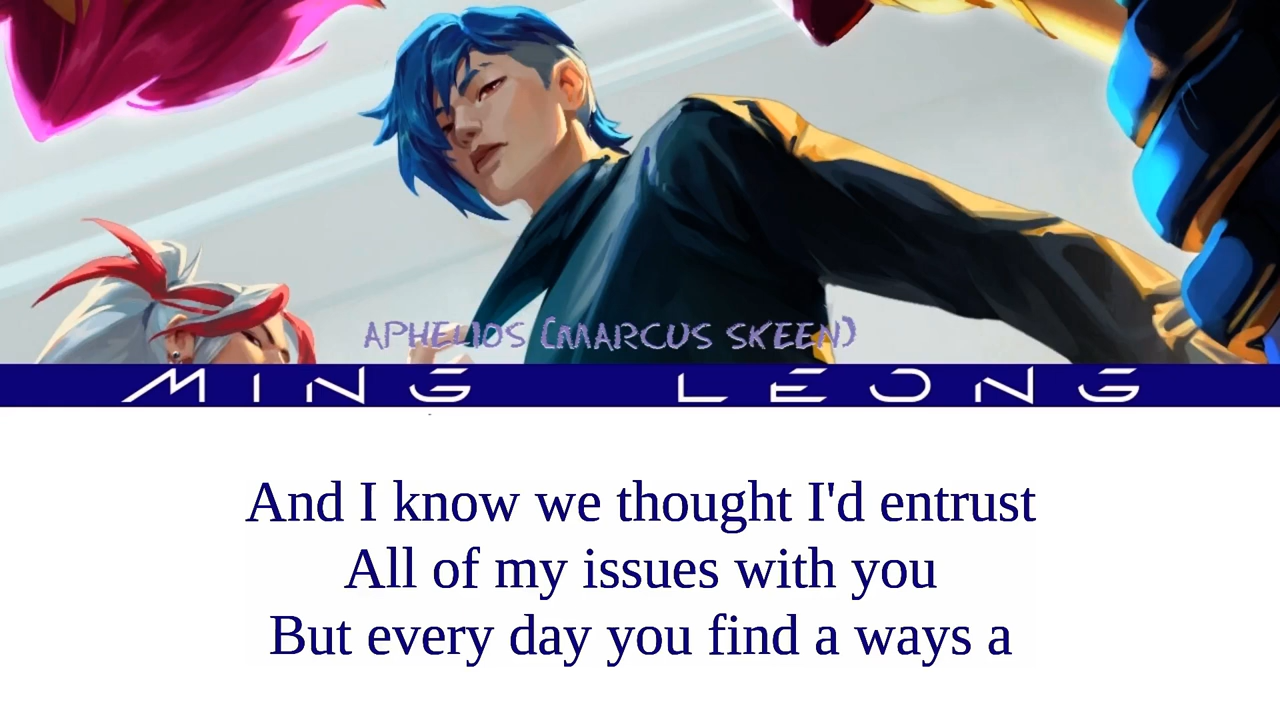 APHELIOS (MARCUS SKEEN)
MING LEONG
And I know we thought I'd entrust
All of my issues with you
But every day you find a ways a